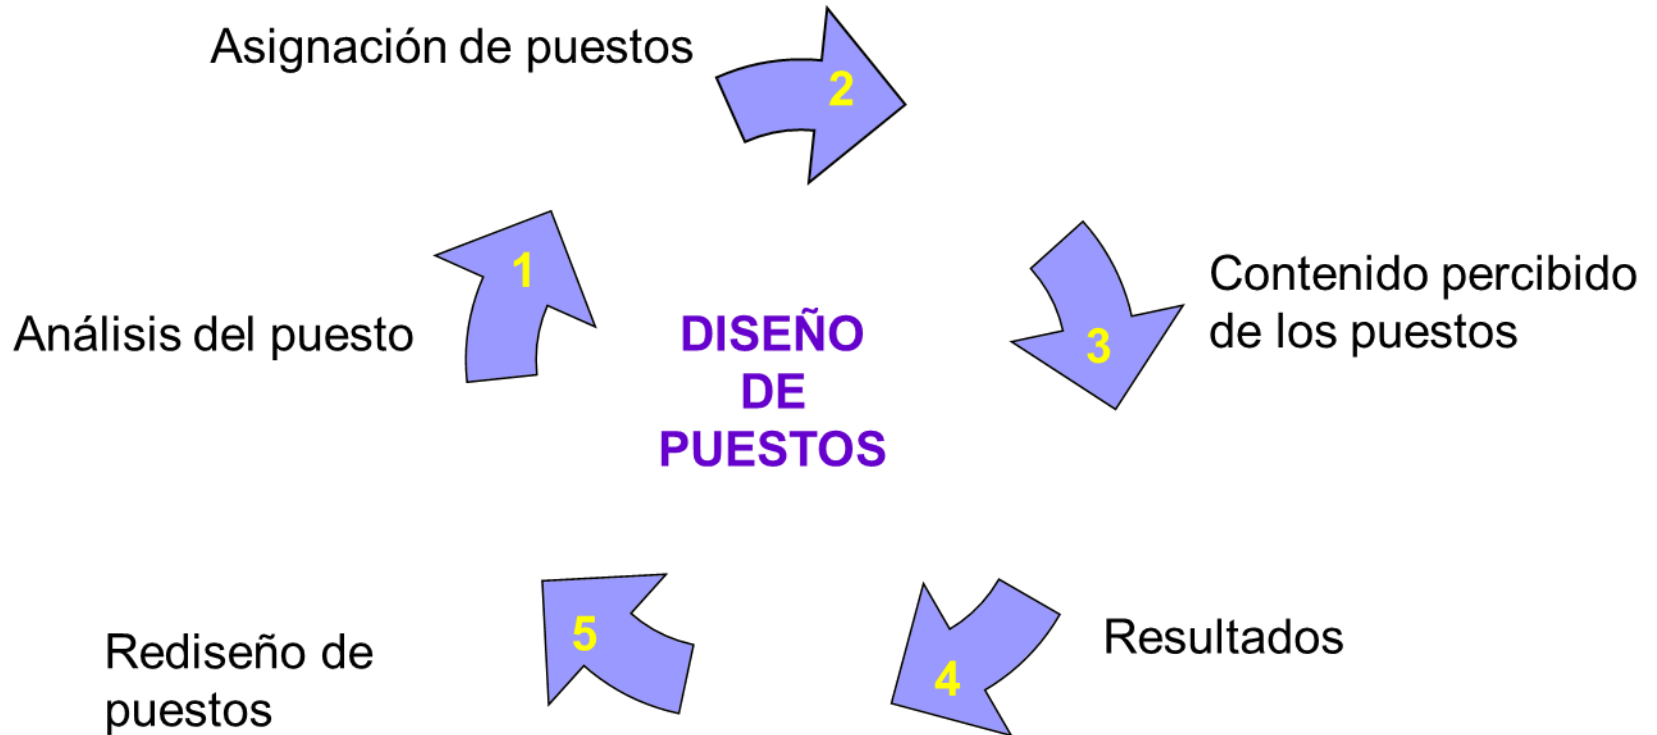 Asignación de puestos
2
1
Análisis del puesto
DISEÑO
DE
PUESTOS
3
Contenido percibido
de los puestos
5
Rediseño de
puestos
4
Resultados